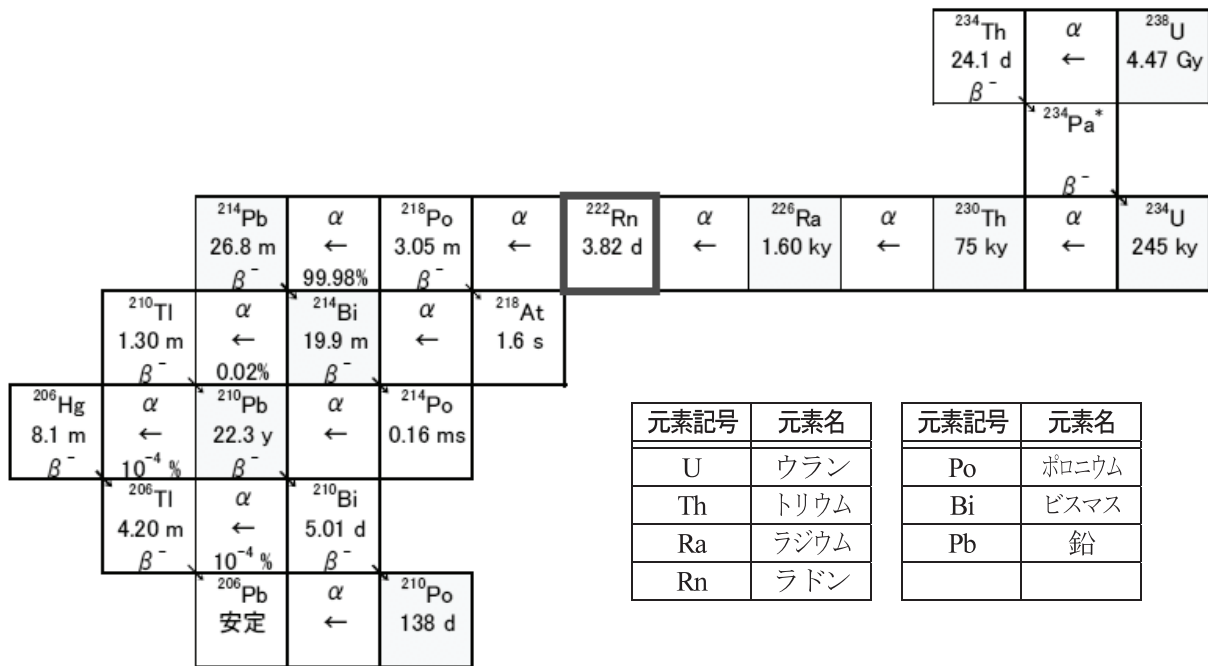 ²³⁴Th α ²³⁸U
24.1 d ← 4.47 Gy
β⁻
²³⁴Pa*
β⁻
²¹⁴Pb α ²¹⁸Po α ²²²Rn α ²²⁶Ra α ²³⁰Th α ²³⁴U
26.8 m ← 3.05 m ← 3.82 d ← 1.60 ky ← 75 ky ← 245 ky
β⁻ 99.98% β⁻
²¹⁰Tl α ²¹⁴Bi α ²¹⁸At
1.30 m ← 19.9 m ← 1.6 s
β⁻ 0.02% β⁻
²⁰⁶Hg α ²¹⁰Pb α ²¹⁴Po
8.1 m ← 22.3 y ← 0.16 ms
β⁻ 10⁻⁴ % β⁻
²⁰⁶Tl α ²¹⁰Bi
4.20 m ← 5.01 d
β⁻ 10⁻⁴ % β⁻
²⁰⁶Pb α ²¹⁰Po
安定 ← 138 d
元素記号 元素名
U ウラン
Th トリウム
Ra ラジウム
Rn ラドン
元素記号 元素名
Po ポロニウム
Bi ビスマス
Pb 鉛